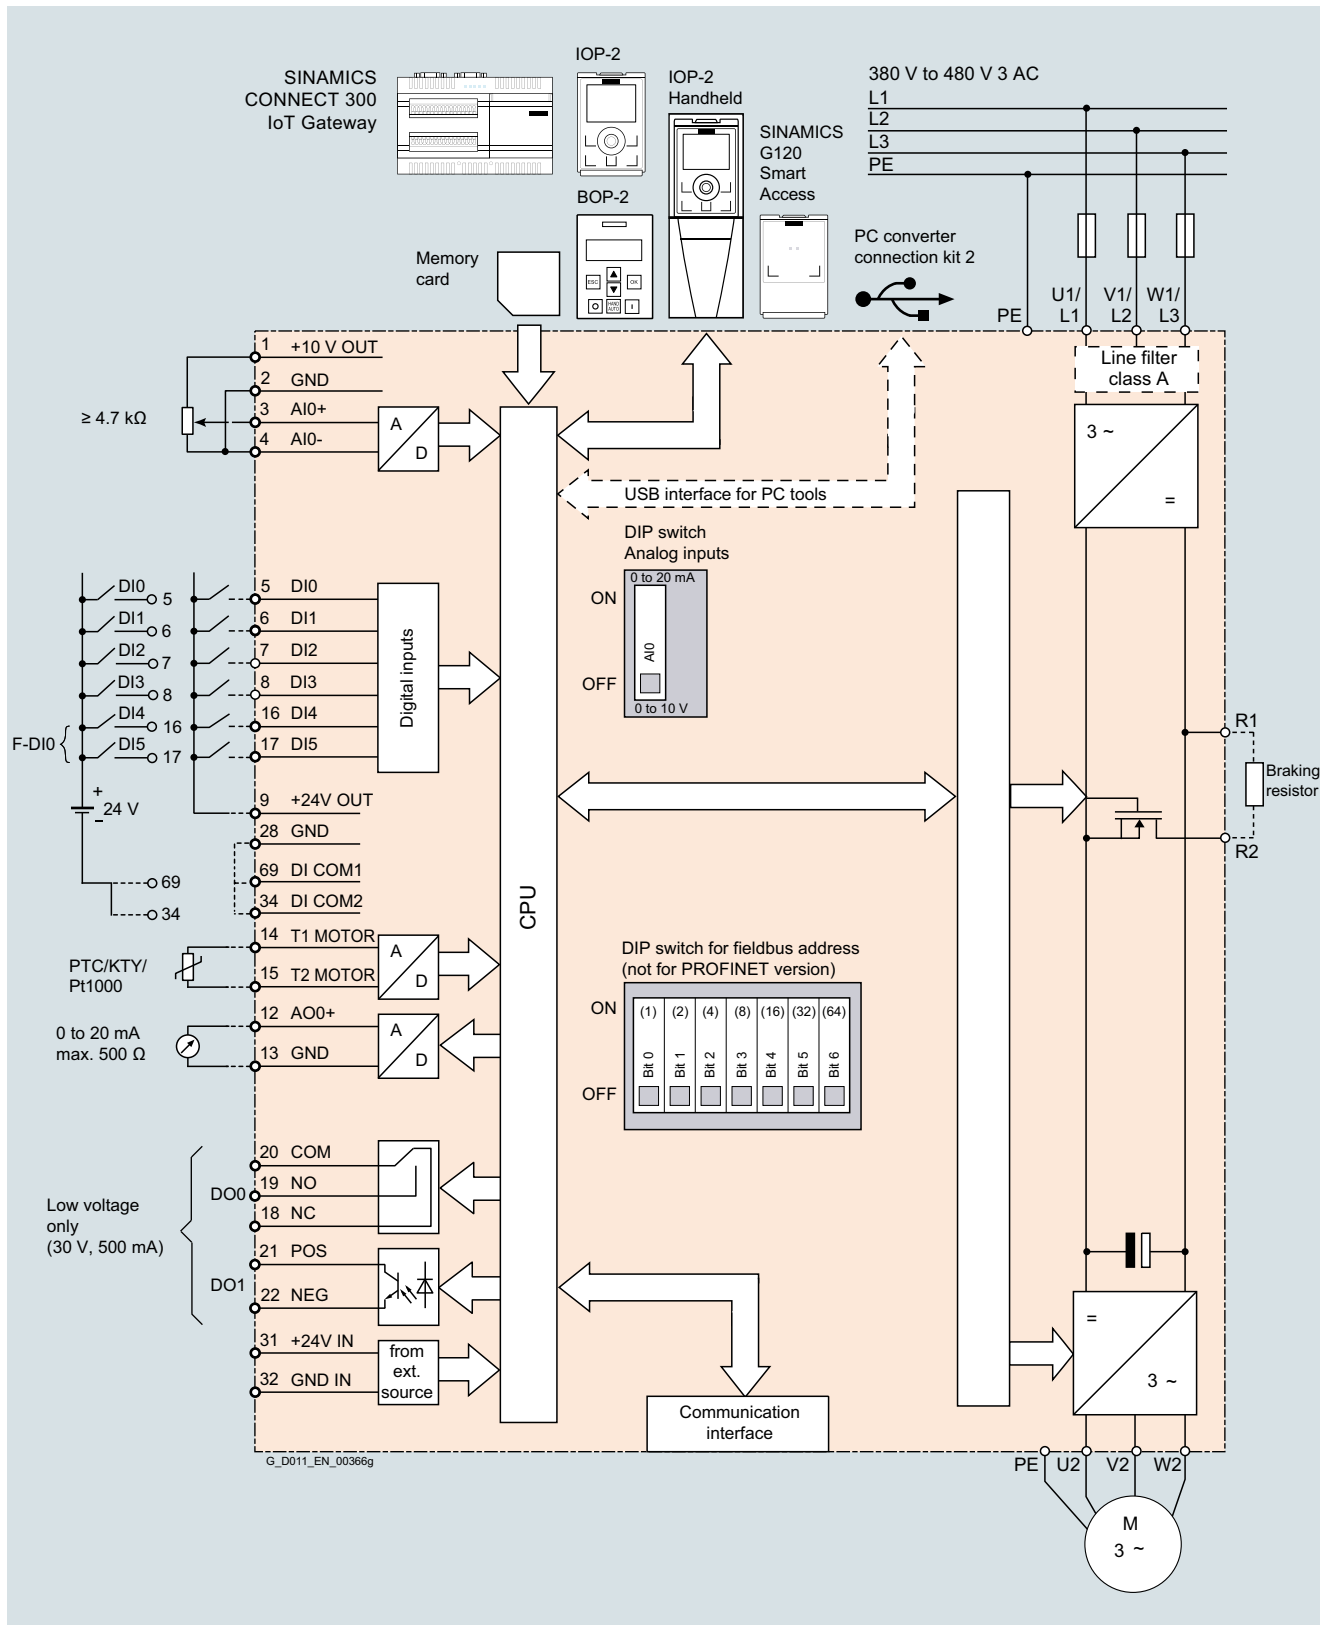 SINAMICS
CONNECT 300
IoT Gateway
IOP-2
IOP-2
Handheld
SINAMICS
G120
Smart
Access
BOP-2
ESC
OK
HAND
AUTO
I
Memory
card
PC converter
connection kit 2
380 V to 480 V 3 AC
L1
L2
L3
PE
PE
U1/
L1
V1/
L2
W1/
L3
Line filter
class A
3 ~
=
1 +10 V OUT
2 GND
3 AI0+
4 AI0-
≥ 4.7 kΩ
A
D
USB interface for PC tools
DIP switch
Analog inputs
0 to 20 mA
ON
AI0
OFF
0 to 10 V
DI0 5
DI1 6
DI2 7
DI3 8
DI4 16
DI5 17
F-DI0
5 DI0
6 DI1
7 DI2
8 DI3
16 DI4
17 DI5
Digital inputs
+
24 V
–
69
34
9 +24V OUT
28 GND
69 DI COM1
34 DI COM2
CPU
R1
Braking
resistor
R2
14 T1 MOTOR
15 T2 MOTOR
PTC/KTY/
Pt1000
A
D
12 AO0+
13 GND
0 to 20 mA
max. 500 Ω
A
D
DIP switch for fieldbus address
(not for PROFINET version)
ON
(1) (2) (4) (8) (16) (32) (64)
Bit 0 Bit 1 Bit 2 Bit 3 Bit 4 Bit 5 Bit 6
OFF
20 COM
19 NO
18 NC
DO0
Low voltage
only
(30 V, 500 mA)
21 POS
22 NEG
DO1
31 +24V IN
32 GND IN
from
ext.
source
Communication
interface
=
3 ~
G_D011_EN_00366g
PE U2 V2 W2
M
3 ~